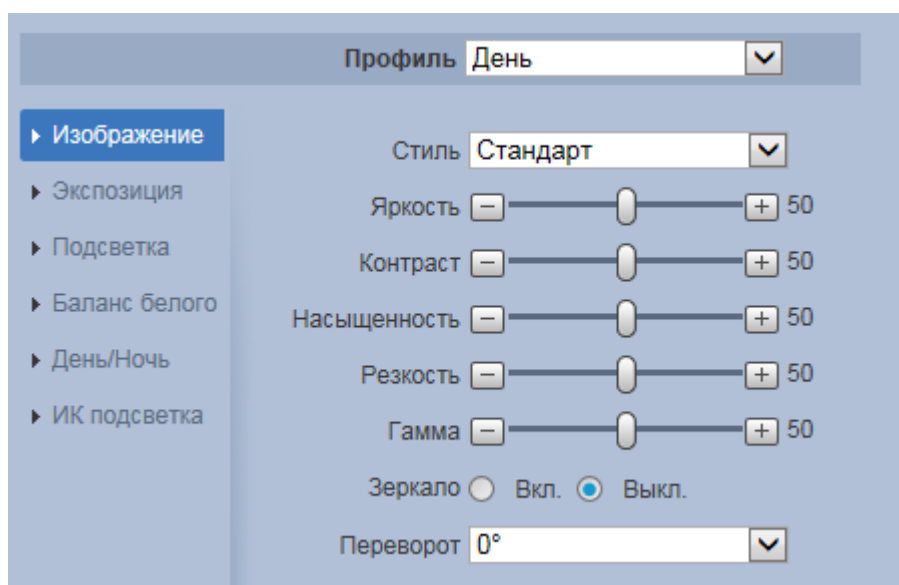 Профиль День
Изображение
Экспозиция
Подсветка
Баланс белого
День/Ночь
ИК подсветка
Стиль Стандарт
Яркость 50
Контраст 50
Насыщенность 50
Резкость 50
Гамма 50
Зеркало Вкл. Выкл.
Переворот 0°